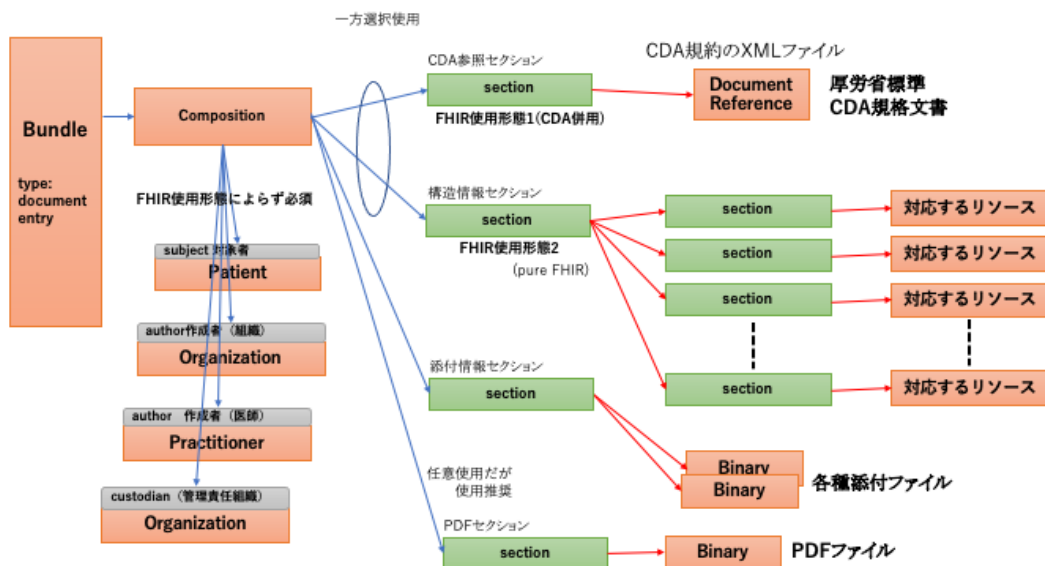 一方選択使用
Bundle
type:
document
entry
Composition
FHIR使用形態によらず必須
subject 対象者
Patient
author作成者（組織）
Organization
author 作成者（医師）
Practitioner
custodian（管理責任組織）
Organization
CDA参照セクション
section
FHIR使用形態1(CDA併用)
CDA規約のXMLファイル
Document
Reference
厚労省標準
CDA規格文書
構造情報セクション
section
FHIR使用形態2
(pure FHIR)
section
対応するリソース
section
対応するリソース
section
対応するリソース
section
対応するリソース
添付情報セクション
section
Binary
Binary
各種添付ファイル
任意使用だが
使用推奨
PDFセクション
section
Binary
PDFファイル